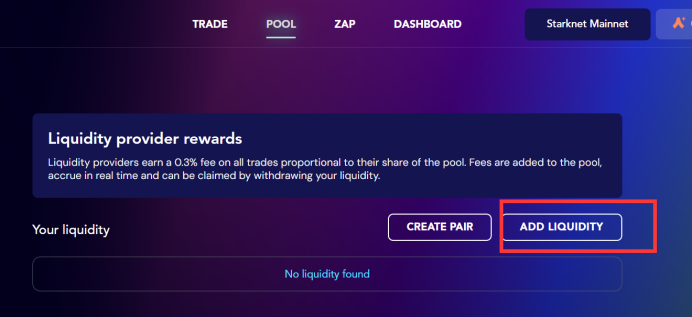 TRADE POOL ZAP DASHBOARD Starknet Mainnet
Liquidity provider rewards
Liquidity providers earn a 0.3% fee on all trades proportional to their share of the pool. Fees are added to the pool,
accrue in real time and can be claimed by withdrawing your liquidity.
Your liquidity CREATE PAIR ADD LIQUIDITY
No liquidity found